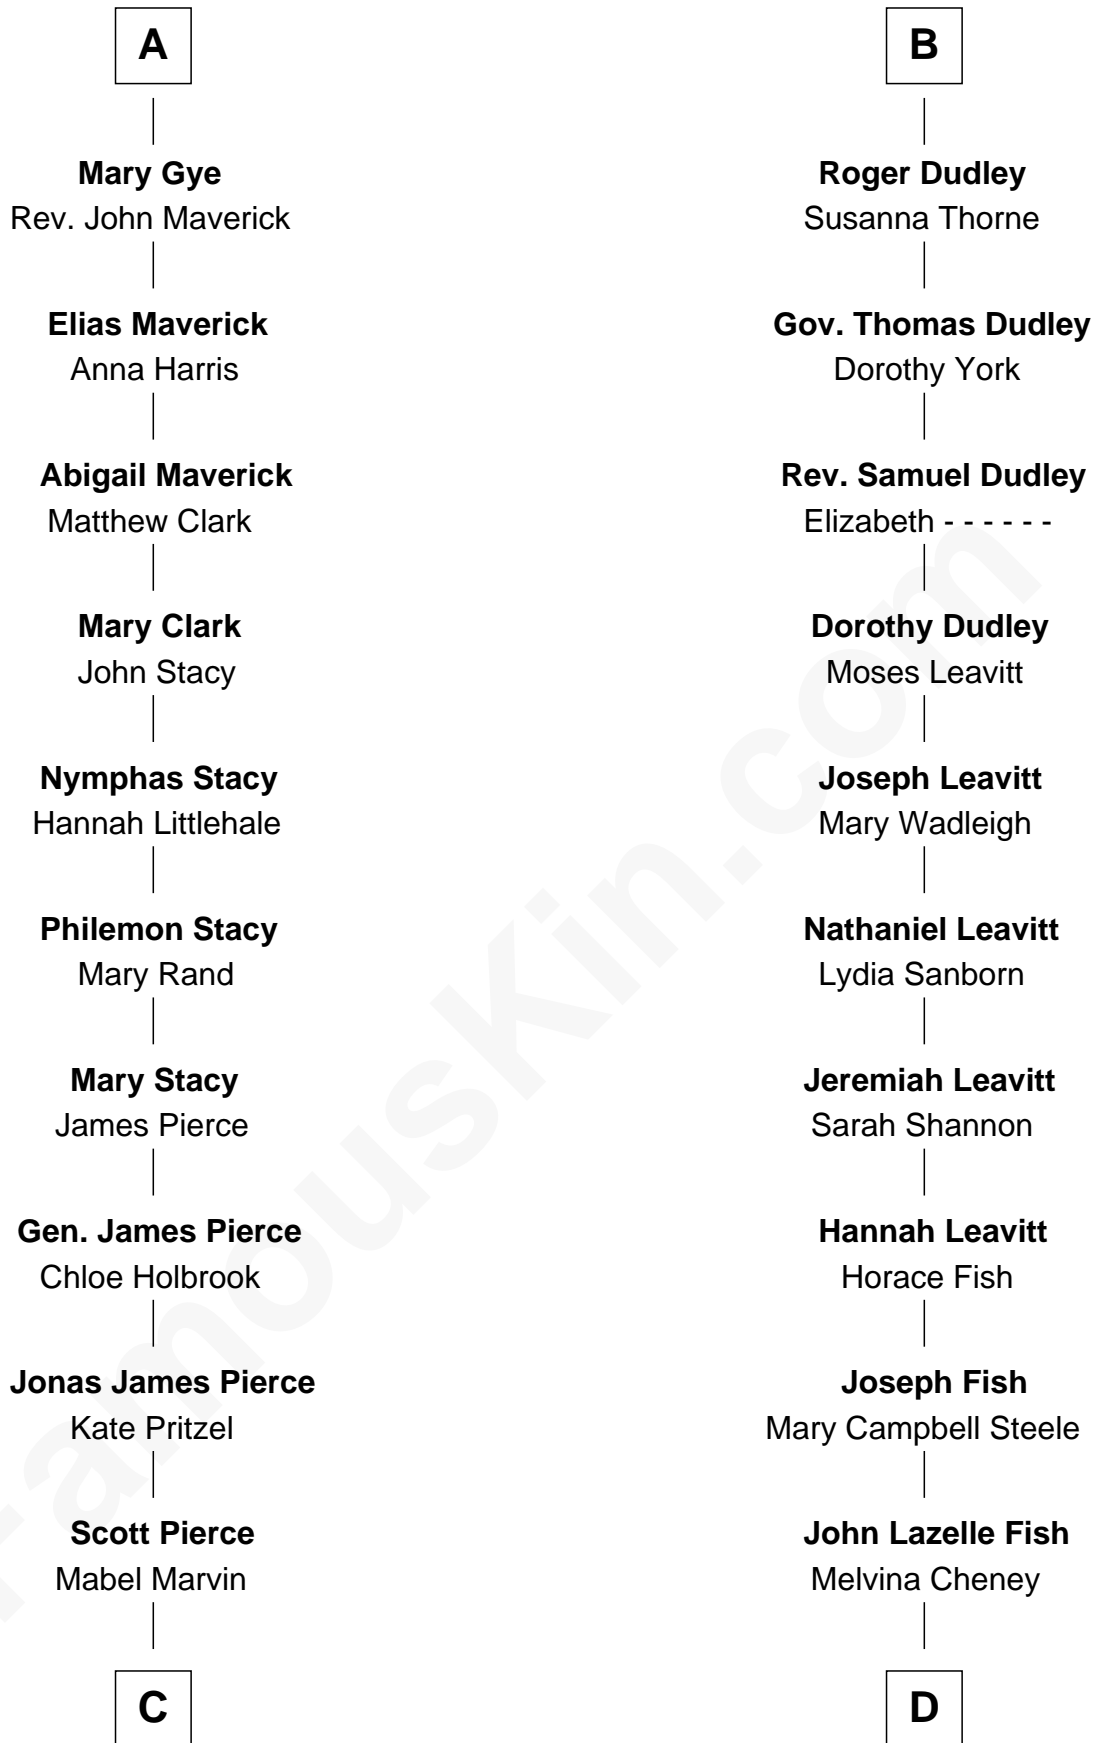 A
Mary Gye
Rev. John Maverick
Elias Maverick
Anna Harris
Abigail Maverick
Matthew Clark
Mary Clark
John Stacy
Nymphas Stacy
Hannah Littlehale
Philemon Stacy
Mary Rand
Mary Stacy
James Pierce
Gen. James Pierce
Chloe Holbrook
Jonas James Pierce
Kate Pritzel
Scott Pierce
Mabel Marvin
C
B
Roger Dudley
Susanna Thorne
Gov. Thomas Dudley
Dorothy York
Rev. Samuel Dudley
Elizabeth - - - - - -
Dorothy Dudley
Moses Leavitt
Joseph Leavitt
Mary Wadleigh
Nathaniel Leavitt
Lydia Sanborn
Jeremiah Leavitt
Sarah Shannon
Hannah Leavitt
Horace Fish
Joseph Fish
Mary Campbell Steele
John Lazelle Fish
Melvina Cheney
D
FamousKin.com